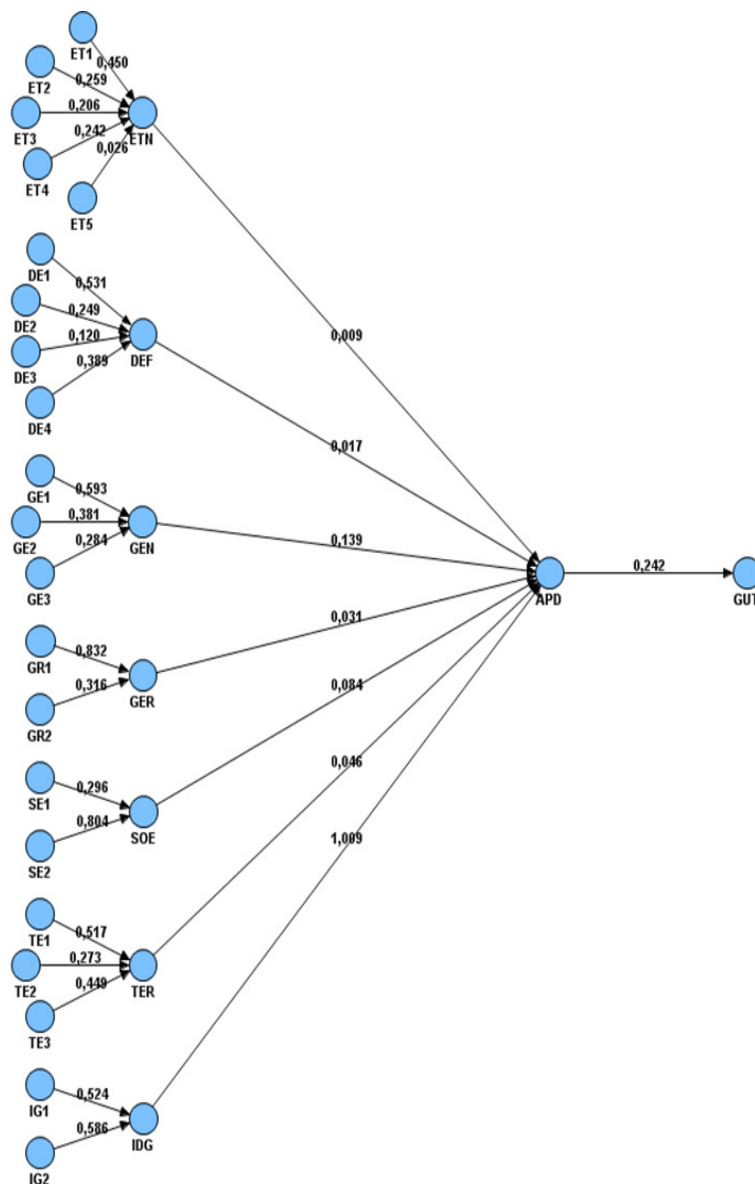 ET1
0,450
ET2
0,259
ET3
0,206
ETN
0,242
ET4
0,026
ET5
DE1
0,531
DE2
0,249
0,120
DE3
DEF
0,389
DE4
0,009
0,017
GE1
0,593
0,381
GE2
GEN
0,284
GE3
0,139
0,242
APD
GUT
GR1
0,832
0,316
GER
GR2
0,031
0,084
SE1
0,296
0,804
SOE
SE2
0,046
1,009
TE1
0,517
0,273
TE2
TER
0,449
TE3
IG1
0,524
0,586
IDG
IG2